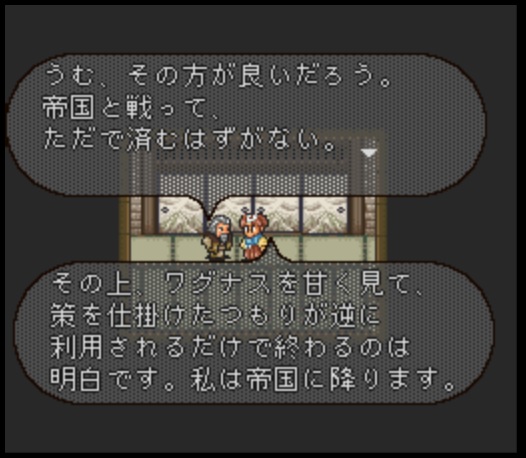 うむ、その方が良いだろう。
帝国と戦って、
ただで済むはずがない。
その上、ワグナスを甘く見て、
策を仕掛けたつもりが逆に
利用されるだけで終わるのは
明白です。私は帝国に降ります。